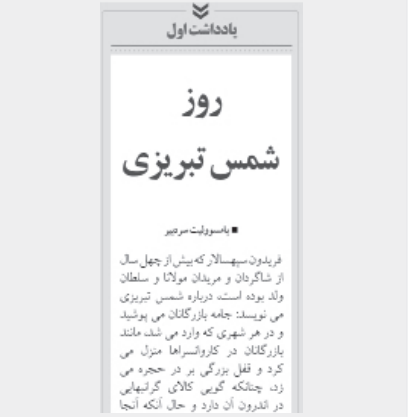 یادداشت اول
روز
شمس تبریزی
■ بامسوولیت سردبیر
فریدون سپهسالار که بیش از چهل سال
از شاگردان و مریدان مولانا و سلطان
ولد بوده است، درباره شمس تبریزی
می نویسد: جامه بازرگانان می پوشید
و در هر شهری که وارد می شد، مانند
بازرگانان در کاروانسراها منزل می
کرد و قفل بزرگی بر در حجره می
زد، چنانکه گویی کالای گرانبهایی
در اندرون آن دارد و حال آنکه آنجا